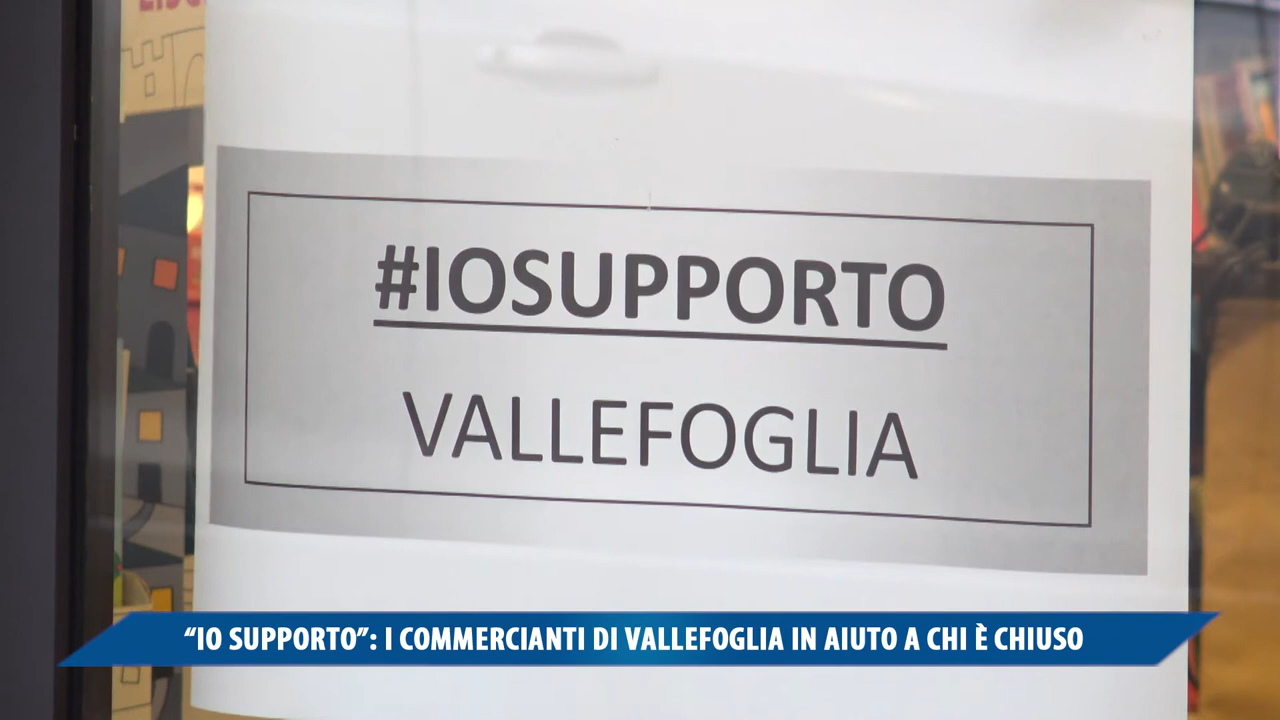 #IOSUPPORTO
VALLEFOGLIA
“IO SUPPORTO”: I COMMERCIANTI DI VALLEFOGLIA IN AIUTO A CHI È CHIUSO